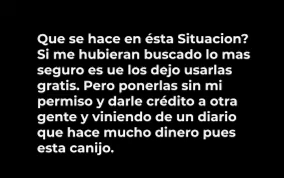 Que se hace en ésta Situacion?
Si me hubieran buscado lo mas
seguro es ue los dejo usarlas
gratis. Pero ponerlas sin mi
permiso y darle crédito a otra
gente y viniendo de un diario
que hace mucho dinero pues
esta canijo.